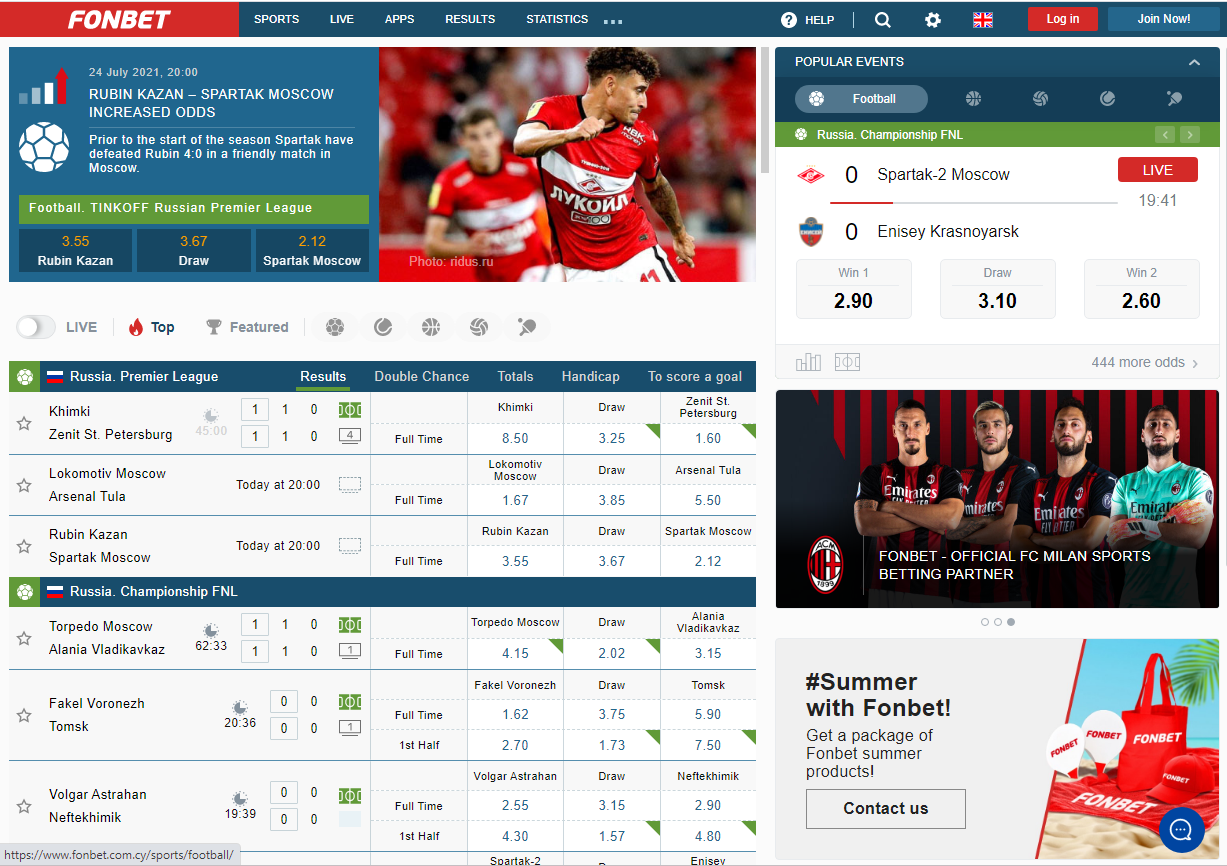 FONBET
SPORTS LIVE APPS RESULTS STATISTICS ...
? HELP
Log in
Join Now!
24 July 2021, 20:00
RUBIN KAZAN – SPARTAK MOSCOW
INCREASED ODDS
Prior to the start of the season Spartak have
defeated Rubin 4:0 in a friendly match in
Moscow.
Football. TINKOFF Russian Premier League
3.55 3.67 2.12
Rubin Kazan Draw Spartak Moscow
ЛУКОЙЛ
Photo: ridus.ru
LIVE Top Featured
Russia. Premier League Results Double Chance Totals Handicap To score a goal
Khimki 45:00 1 1 0
Zenit St. Petersburg 1 1 0 4
Khimki Draw Zenit St. Petersburg
Full Time 8.50 3.25 1.60
Lokomotiv Moscow
Arsenal Tula
Today at 20:00
Lokomotiv Moscow Draw Arsenal Tula
Full Time 1.67 3.85 5.50
Rubin Kazan
Spartak Moscow
Today at 20:00
Rubin Kazan Draw Spartak Moscow
Full Time 3.55 3.67 2.12
Russia. Championship FNL
Torpedo Moscow 62:33 1 1 0
Alania Vladikavkaz 1 1 0 1
Torpedo Moscow Draw Alania Vladikavkaz
Full Time 4.15 2.02 3.15
Fakel Voronezh 20:36 0 0
Tomsk 0 0 1
Fakel Voronezh Draw Tomsk
Full Time 1.62 3.75 5.90
1st Half 2.70 1.73 7.50
Volgar Astrahan 19:39 0 0
Neftekhimik 0 0
Volgar Astrahan Draw Neftekhimik
Full Time 2.55 3.15 2.90
1st Half 4.30 1.57 4.80
Spartak-2 Draw Enisey
https://www.fonbet.com.cy/sports/football/
POPULAR EVENTS
Football
Russia. Championship FNL
0 Spartak-2 Moscow LIVE
19:41
0 Enisey Krasnoyarsk
Win 1 Draw Win 2
2.90 3.10 2.60
444 more odds
Emirates Emirates Emirates Emirates
FLY BETTER
ACM
1899
FONBET - OFFICIAL FC MILAN SPORTS
BETTING PARTNER
#Summer
with Fonbet!
Get a package of
Fonbet summer
products!
Contact us
FONBET
FONBET
FONBET
FONBET
FONBET